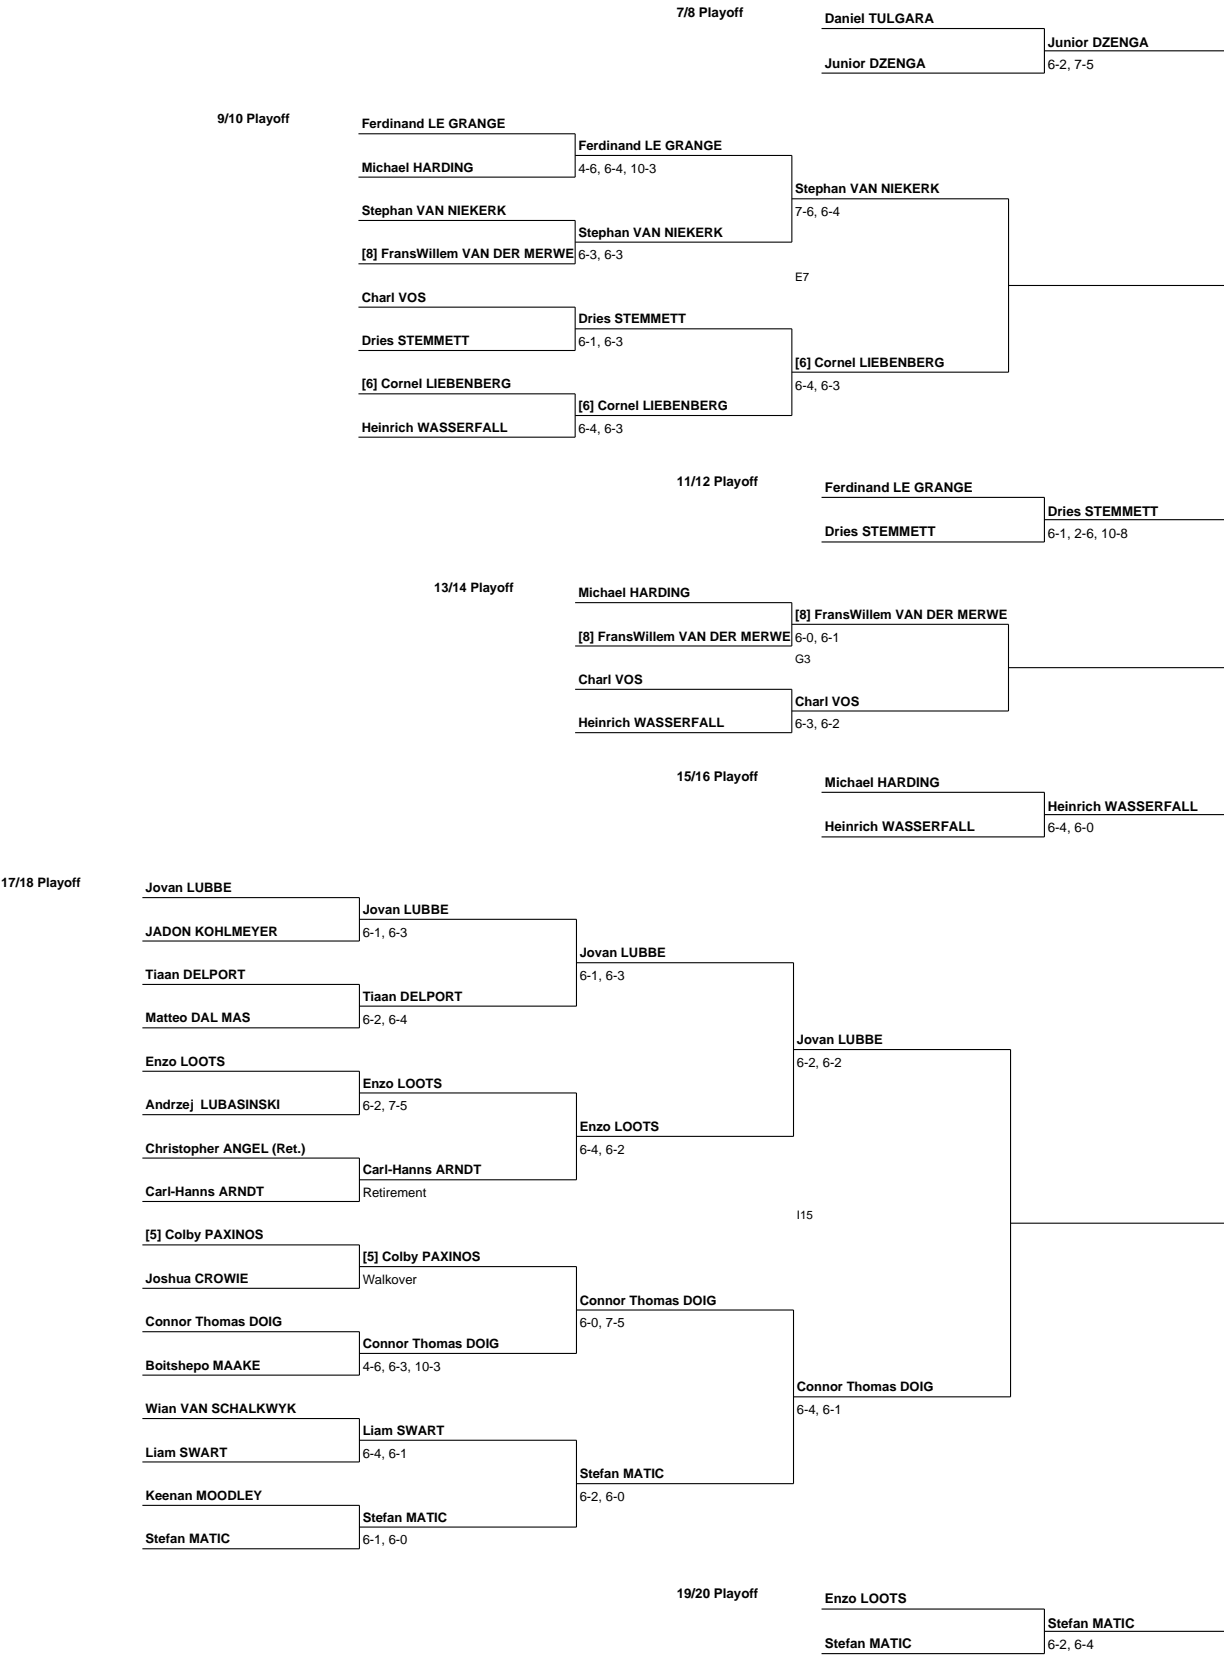 7/8 Playoff
Daniel TULGARA
Junior DZENGA
Junior DZENGA
6-2, 7-5
9/10 Playoff
Ferdinand LE GRANGE
Ferdinand LE GRANGE
Michael HARDING
4-6, 6-4, 10-3
Stephan VAN NIEKERK
7-6, 6-4
Stephan VAN NIEKERK
Stephan VAN NIEKERK
[8] FransWillem VAN DER MERWE
6-3, 6-3
E7
Charl VOS
Dries STEMMETT
Dries STEMMETT
6-1, 6-3
[6] Cornel LIEBENBERG
6-4, 6-3
[6] Cornel LIEBENBERG
[6] Cornel LIEBENBERG
Heinrich WASSERFALL
6-4, 6-3
11/12 Playoff
Ferdinand LE GRANGE
Dries STEMMETT
Dries STEMMETT
6-1, 2-6, 10-8
13/14 Playoff
Michael HARDING
[8] FransWillem VAN DER MERWE
[8] FransWillem VAN DER MERWE
6-0, 6-1
G3
Charl VOS
Charl VOS
Heinrich WASSERFALL
6-3, 6-2
15/16 Playoff
Michael HARDING
Heinrich WASSERFALL
Heinrich WASSERFALL
6-4, 6-0
17/18 Playoff
Jovan LUBBE
Jovan LUBBE
JADON KOHLMEYER
6-1, 6-3
Jovan LUBBE
6-1, 6-3
Tiaan DELPORT
Tiaan DELPORT
Matteo DAL MAS
6-2, 6-4
Jovan LUBBE
6-2, 6-2
Enzo LOOTS
Enzo LOOTS
Andrzej  LUBASINSKI
6-2, 7-5
Enzo LOOTS
6-4, 6-2
Christopher ANGEL (Ret.)
Carl-Hanns ARNDT
Carl-Hanns ARNDT
Retirement
I15
[5] Colby PAXINOS
[5] Colby PAXINOS
Joshua CROWIE
Walkover
Connor Thomas DOIG
6-0, 7-5
Connor Thomas DOIG
Connor Thomas DOIG
Boitshepo MAAKE
4-6, 6-3, 10-3
Connor Thomas DOIG
6-4, 6-1
Wian VAN SCHALKWYK
Liam SWART
Liam SWART
6-4, 6-1
Stefan MATIC
6-2, 6-0
Keenan MOODLEY
Stefan MATIC
Stefan MATIC
6-1, 6-0
19/20 Playoff
Enzo LOOTS
Stefan MATIC
Stefan MATIC
6-2, 6-4